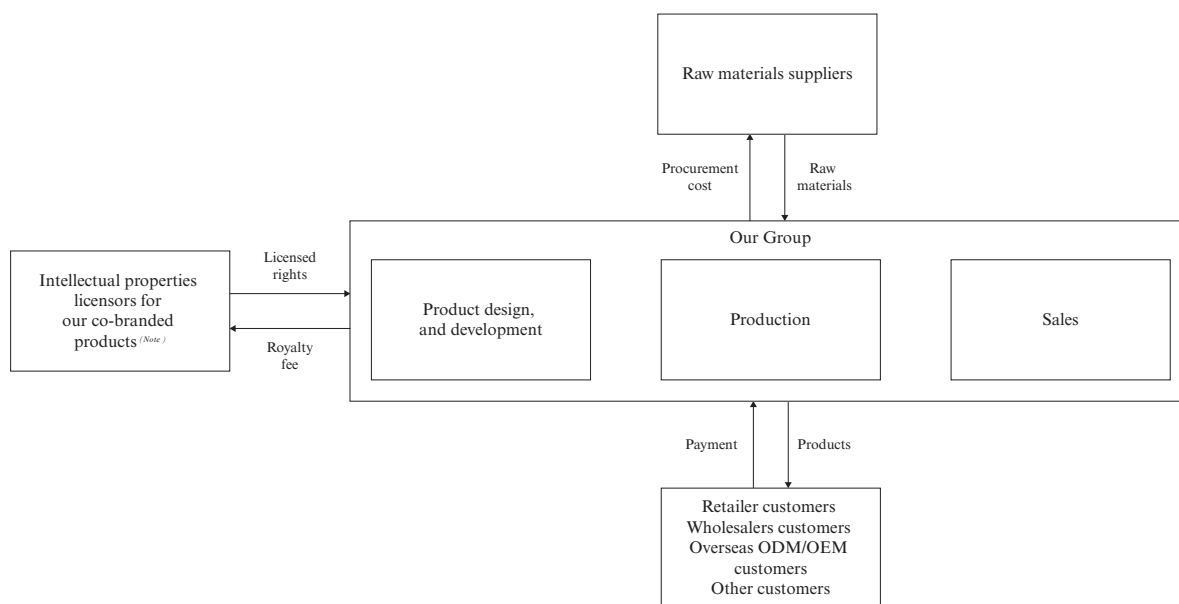 Raw materials suppliers
Procurement
cost
Raw
materials
Our Group
Intellectual properties
licensors for
our co-branded
products (Note)
Licensed
rights
Royalty
fee
Product design,
and development
Production
Sales
Payment
Products
Retailer customers
Wholesalers customers
Overseas ODM/OEM
customers
Other customers